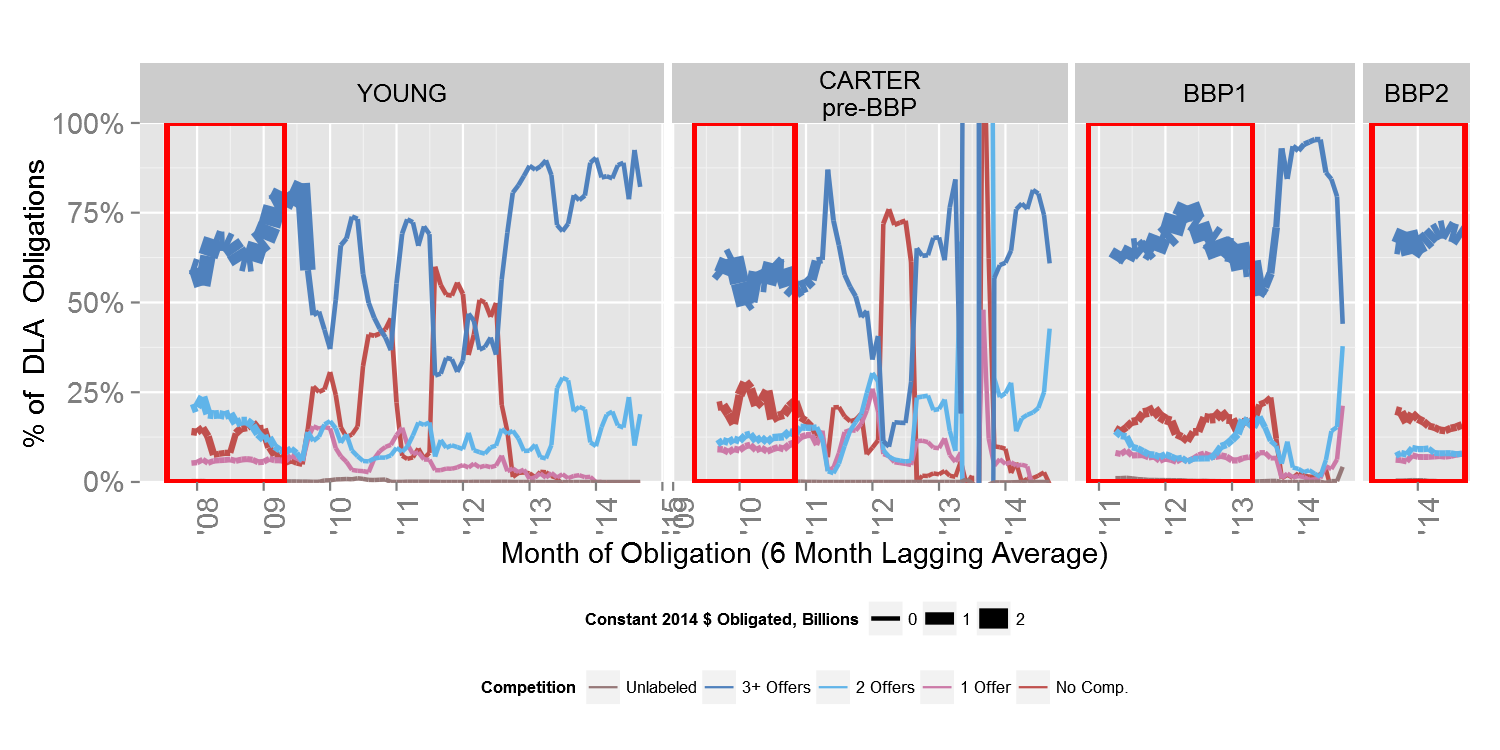 YOUNG
CARTER
pre-BBP
BBP1
BBP2
100%
75%
50%
25%
0%
% of DLA Obligations
'08 '09 '10 '11 '12 '13 '14 '15
'09 '10 '11 '12 '13 '14
'11 '12 '13 '14
'14
Month of Obligation (6 Month Lagging Average)
Constant 2014 $ Obligated, Billions 0 1 2
Competition Unlabeled 3+ Offers 2 Offers 1 Offer No Comp.